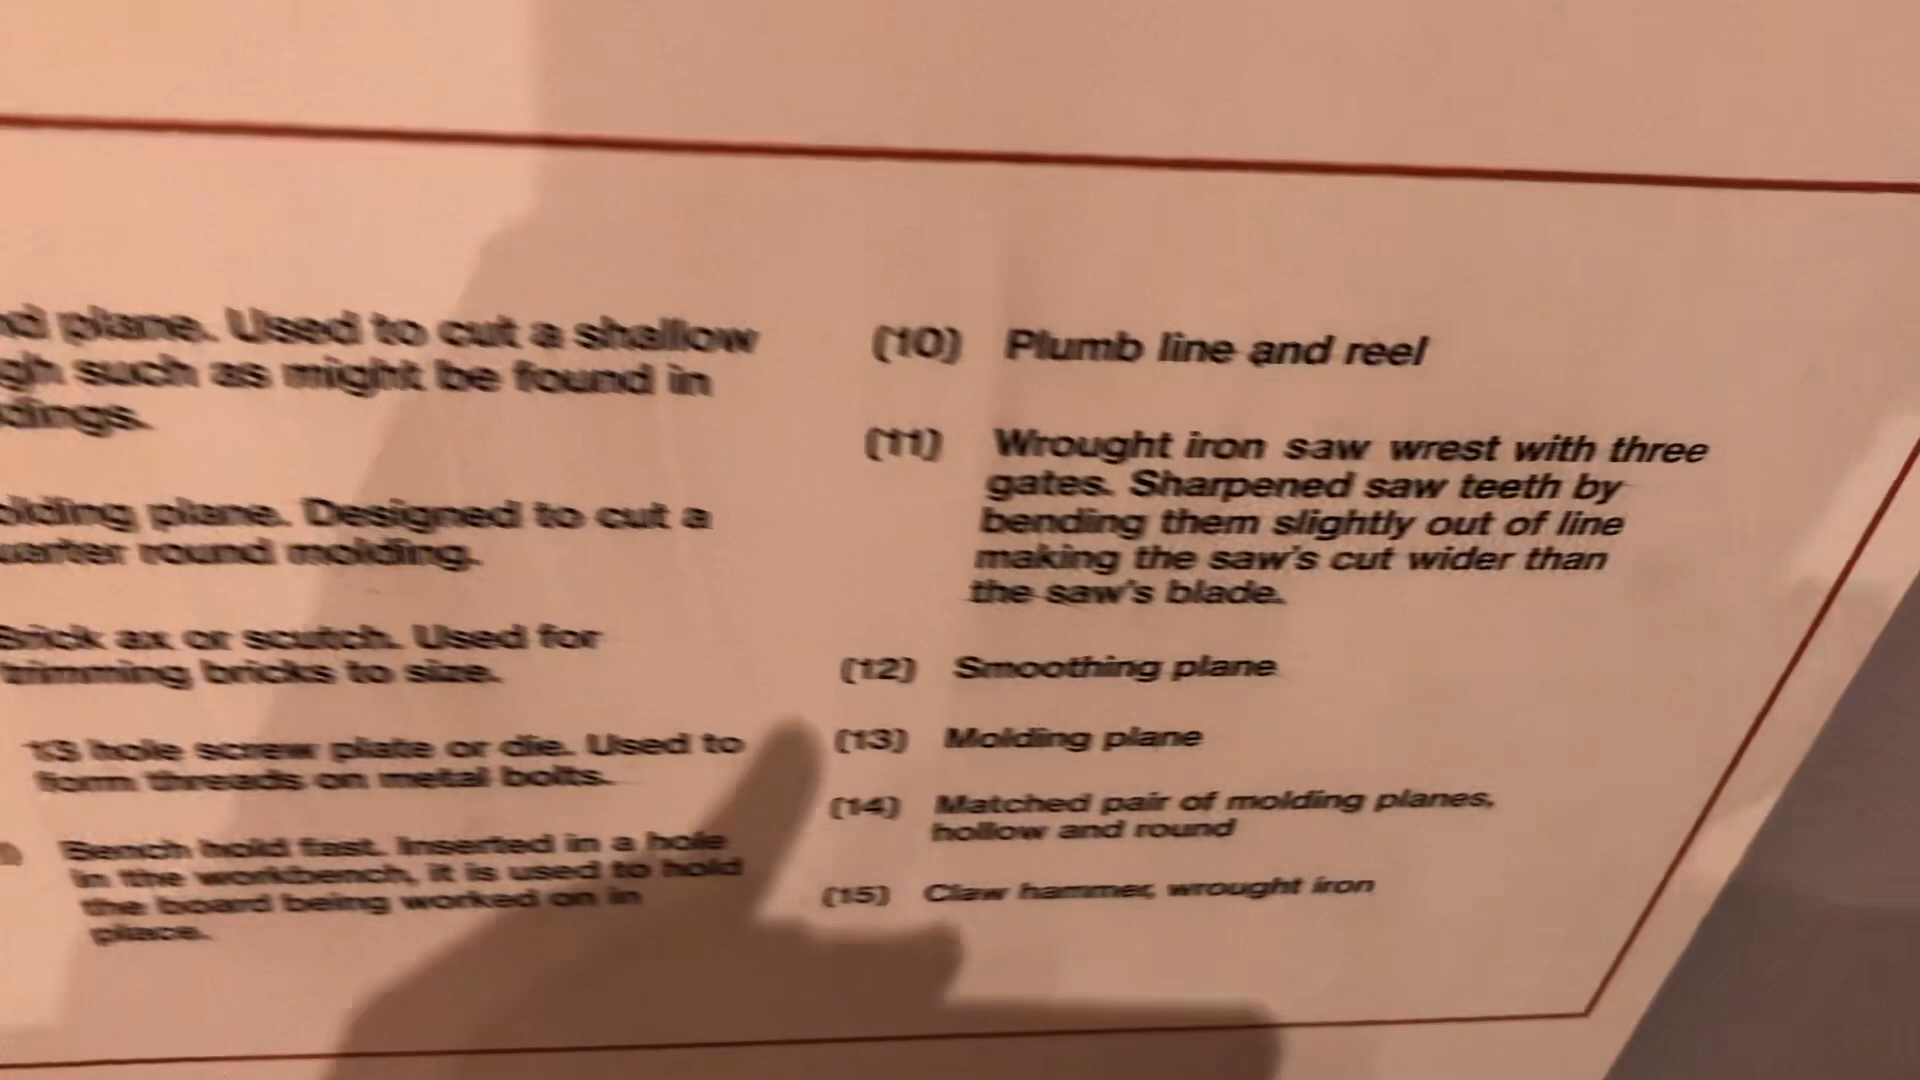 plane. Used to cut a shallow
such as might be found in
plane. Designed to cut a
round molding.
Brick ax or scutch. Used for
trimming bricks to size.
13 hole screw plate or die. Used to
form threads on metal bolts.
Bench hold fast. Inserted in a hole
in the workbench, it is used to hold
the board being worked on in
place.
(10) Plumb line and reel
(11) Wrought iron saw wrest with three
gates. Sharpened saw teeth by
bending them slightly out of line
making the saw's cut wider than
the saw's blade.
(12) Smoothing plane
(13) Molding plane
(14) Matched pair of molding planes,
hollow and round
(15) Claw hammer, wrought iron